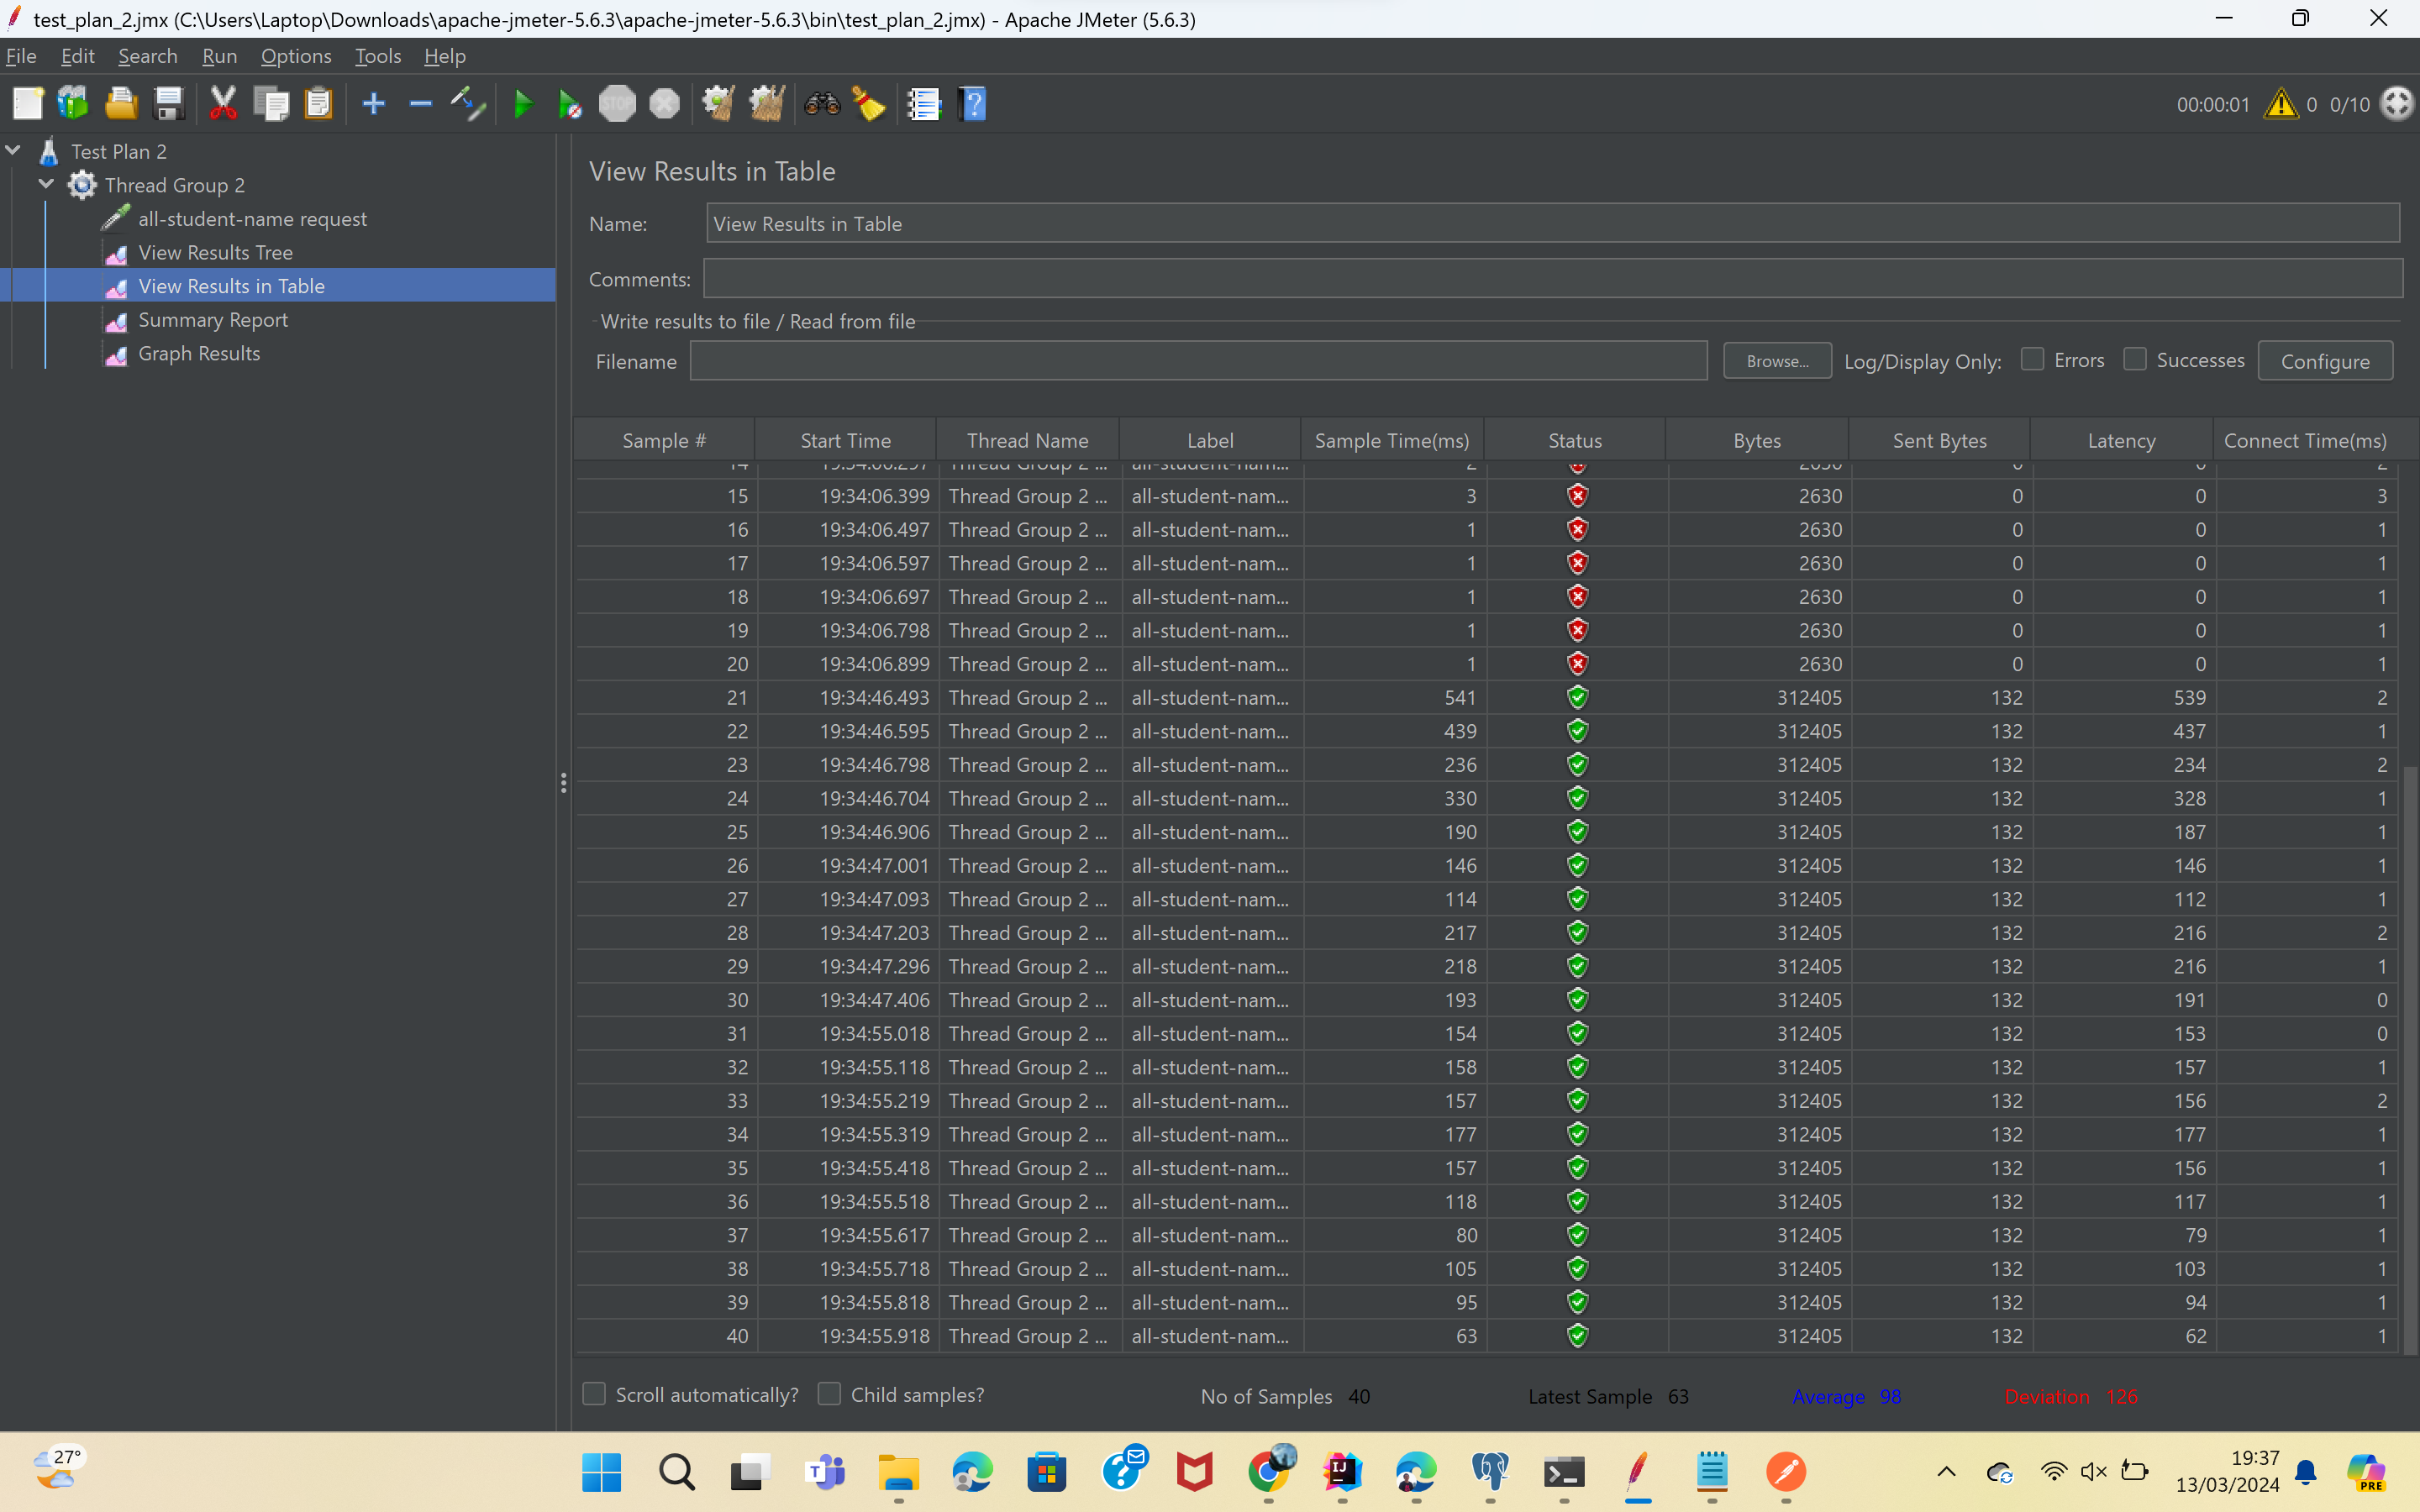 test_plan_2.jmx (C:\Users\Laptop\Downloads\apache-jmeter-5.6.3\apache-jmeter-5.6.3\bin\test_plan_2.jmx) - Apache JMeter (5.6.3)
File Edit Search Run Options Tools Help
STOP 00:00:01 0 0/10
Test Plan 2
Thread Group 2
all-student-name request
View Results Tree
View Results in Table
Summary Report
Graph Results
View Results in Table
Name: View Results in Table
Comments:
Write results to file / Read from file
Filename Browse... Log/Display Only: Errors Successes Configure
Sample # Start Time Thread Name Label Sample Time(ms) Status Bytes Sent Bytes Latency Connect Time(ms)
14 19:34:06.297 Thread Group 2 ... all-student-nam... 2 2630 0 0 2
15 19:34:06.399 Thread Group 2 ... all-student-nam... 3 2630 0 0 3
16 19:34:06.497 Thread Group 2 ... all-student-nam... 1 2630 0 0 1
17 19:34:06.597 Thread Group 2 ... all-student-nam... 1 2630 0 0 1
18 19:34:06.697 Thread Group 2 ... all-student-nam... 1 2630 0 0 1
19 19:34:06.798 Thread Group 2 ... all-student-nam... 1 2630 0 0 1
20 19:34:06.899 Thread Group 2 ... all-student-nam... 1 2630 0 0 1
21 19:34:46.493 Thread Group 2 ... all-student-nam... 541 312405 132 539 2
22 19:34:46.595 Thread Group 2 ... all-student-nam... 439 312405 132 437 1
23 19:34:46.798 Thread Group 2 ... all-student-nam... 236 312405 132 234 2
24 19:34:46.704 Thread Group 2 ... all-student-nam... 330 312405 132 328 1
25 19:34:46.906 Thread Group 2 ... all-student-nam... 190 312405 132 187 1
26 19:34:47.001 Thread Group 2 ... all-student-nam... 146 312405 132 146 1
27 19:34:47.093 Thread Group 2 ... all-student-nam... 114 312405 132 112 1
28 19:34:47.203 Thread Group 2 ... all-student-nam... 217 312405 132 216 2
29 19:34:47.296 Thread Group 2 ... all-student-nam... 218 312405 132 216 1
30 19:34:47.406 Thread Group 2 ... all-student-nam... 193 312405 132 191 0
31 19:34:55.018 Thread Group 2 ... all-student-nam... 154 312405 132 153 0
32 19:34:55.118 Thread Group 2 ... all-student-nam... 158 312405 132 157 1
33 19:34:55.219 Thread Group 2 ... all-student-nam... 157 312405 132 156 2
34 19:34:55.319 Thread Group 2 ... all-student-nam... 177 312405 132 177 1
35 19:34:55.418 Thread Group 2 ... all-student-nam... 157 312405 132 156 1
36 19:34:55.518 Thread Group 2 ... all-student-nam... 118 312405 132 117 1
37 19:34:55.617 Thread Group 2 ... all-student-nam... 80 312405 132 79 1
38 19:34:55.718 Thread Group 2 ... all-student-nam... 105 312405 132 103 1
39 19:34:55.818 Thread Group 2 ... all-student-nam... 95 312405 132 94 1
40 19:34:55.918 Thread Group 2 ... all-student-nam... 63 312405 132 62 1
Scroll automatically? Child samples? No of Samples 40 Latest Sample 63 Average 98 Deviation 126
27°
19:37
13/03/2024
PRE